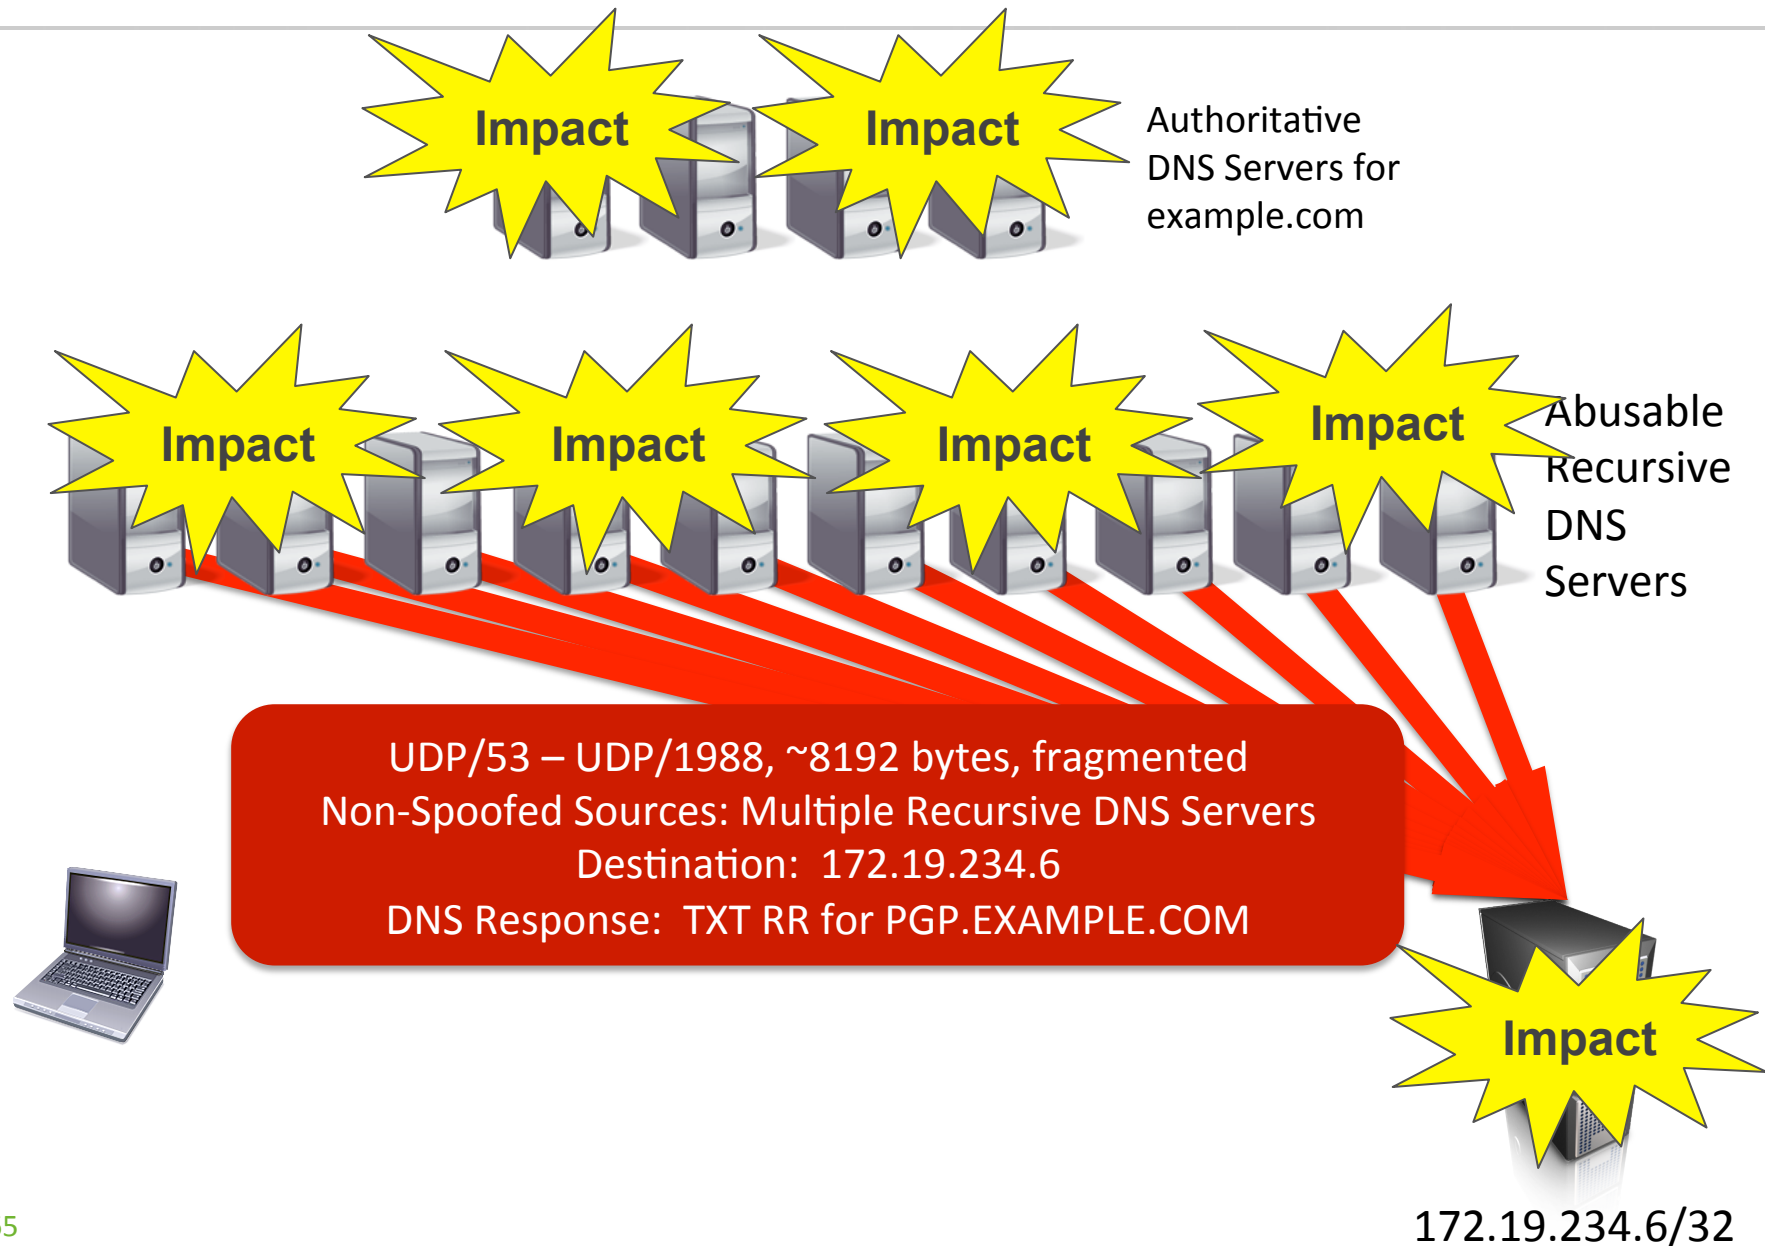 Impact
Impact
Authoritative
DNS Servers for
example.com
Impact
Impact
Impact
Impact
Abusable
Recursive
DNS
Servers
UDP/53 – UDP/1988, ~8192 bytes, fragmented
Non-Spoofed Sources: Multiple Recursive DNS Servers
Destination: 172.19.234.6
DNS Response: TXT RR for PGP.EXAMPLE.COM
Impact
172.19.234.6/32